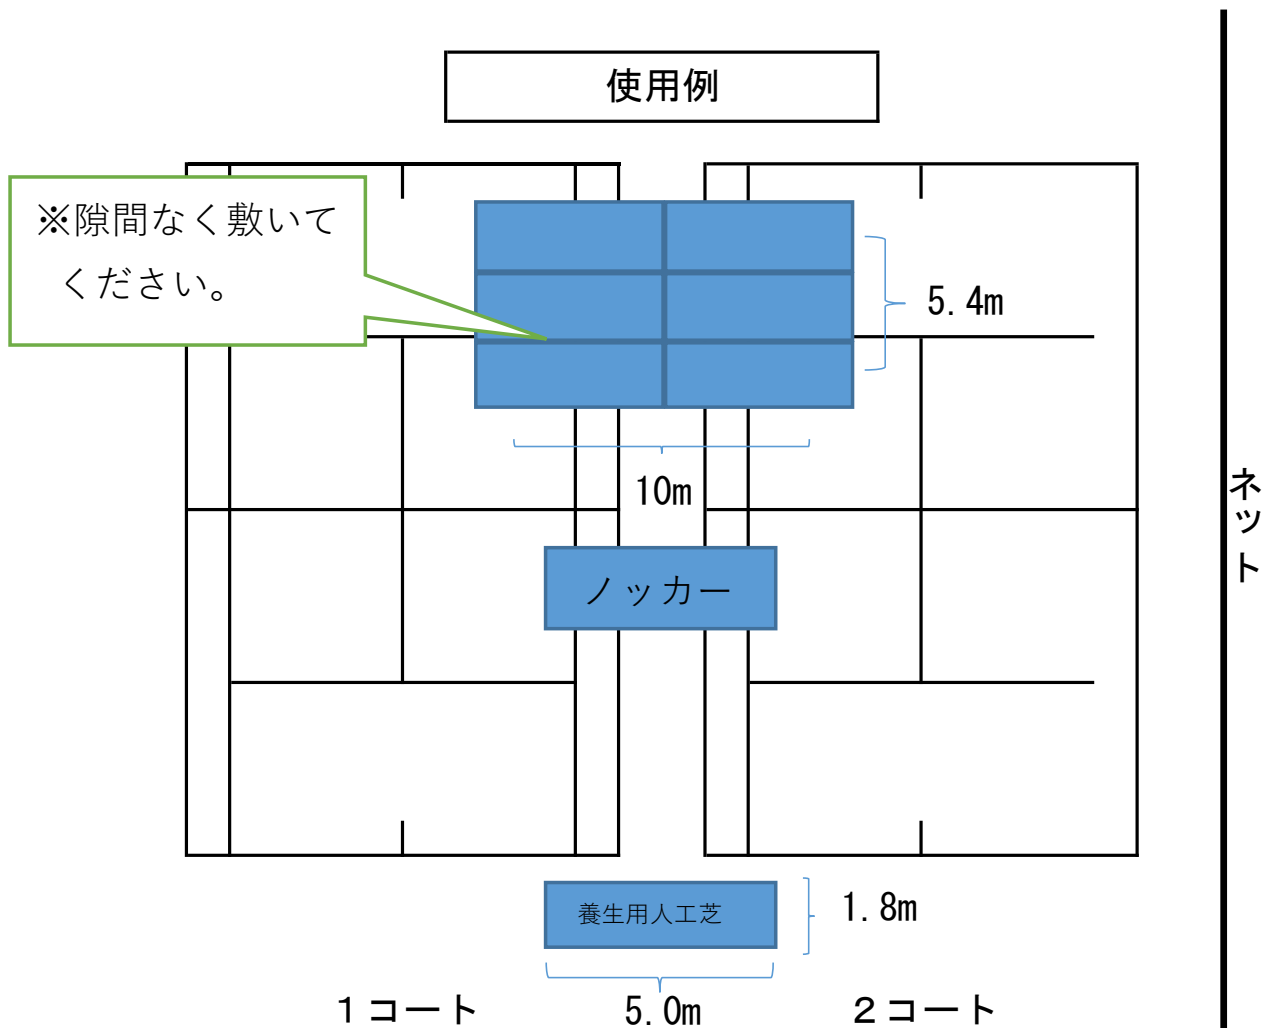 使用例
※隙間なく敷いて
ください。
5.4m
10m
ネット
ノッカー
養生用人工芝
1.8m
5.0m
１コート
２コート